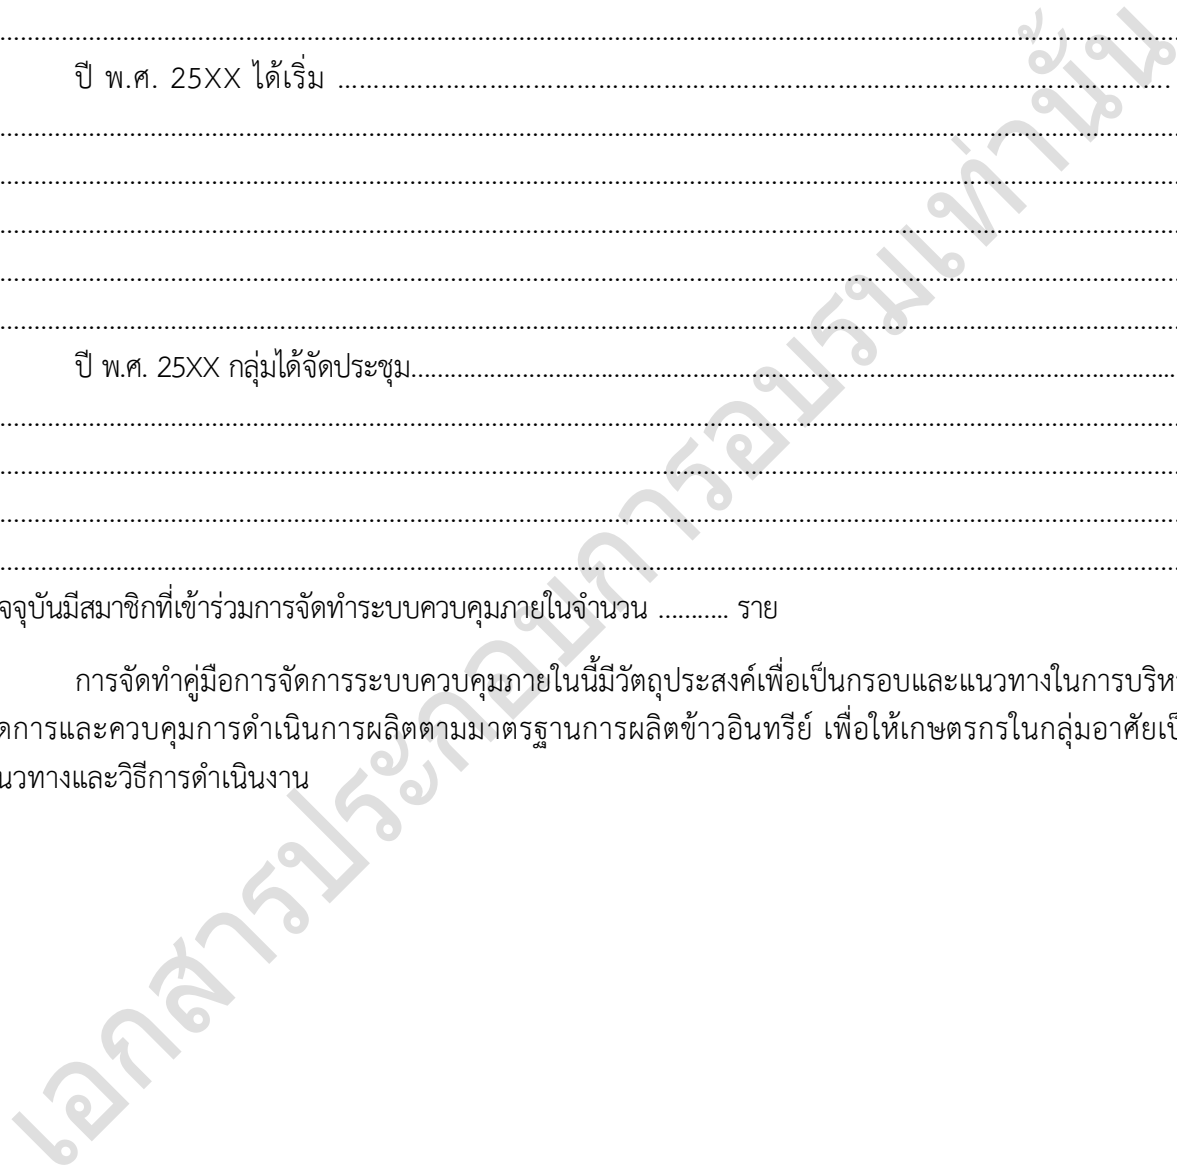 ........................................................................................................................
ปี พ.ศ. 25XX ได้เริ่ม ........................................................................................................
........................................................................................................................
........................................................................................................................
........................................................................................................................
........................................................................................................................
........................................................................................................................
ปี พ.ศ. 25XX กลุ่มได้จัดประชุม........................................................................................
........................................................................................................................
........................................................................................................................
........................................................................................................................
........................................................................................................................
จจุบันมีสมาชิกที่เข้าร่วมการจัดทำระบบควบคุมภายในจำนวน ........... ราย
การจัดทำคู่มือการจัดการระบบควบคุมภายในนี้มีวัตถุประสงค์เพื่อเป็นกรอบและแนวทางในการบริห
ดการและควบคุมการดำเนินการผลิตตามมาตรฐานการผลิตข้าวอินทรีย์ เพื่อให้เกษตรกรในกลุ่มอาศัยเป็
นวทางและวิธีการดำเนินงาน
เอกสารประกอบการอบรมเท่านั้น